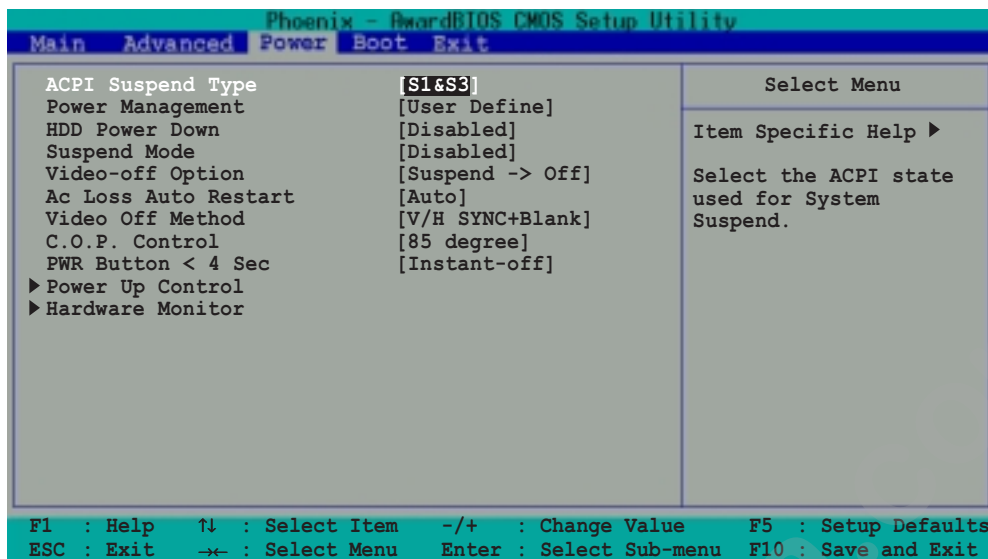 Phoenix - AwardBIOS CMOS Setup Utility
Main Advanced Power Boot Exit
ACPI Suspend Type [S1&S3]
Power Management [User Define]
HDD Power Down [Disabled]
Suspend Mode [Disabled]
Video-off Option [Suspend -> Off]
Ac Loss Auto Restart [Auto]
Video Off Method [V/H SYNC+Blank]
C.O.P. Control [85 degree]
PWR Button < 4 Sec [Instant-off]
▶Power Up Control
▶Hardware Monitor
Select Menu
Item Specific Help ▶
Select the ACPI state
used for System
Suspend.
F1 : Help ↑↓ : Select Item -/+ : Change Value F5 : Setup Defaults
ESC : Exit →← : Select Menu Enter : Select Sub-menu F10 : Save and Exit